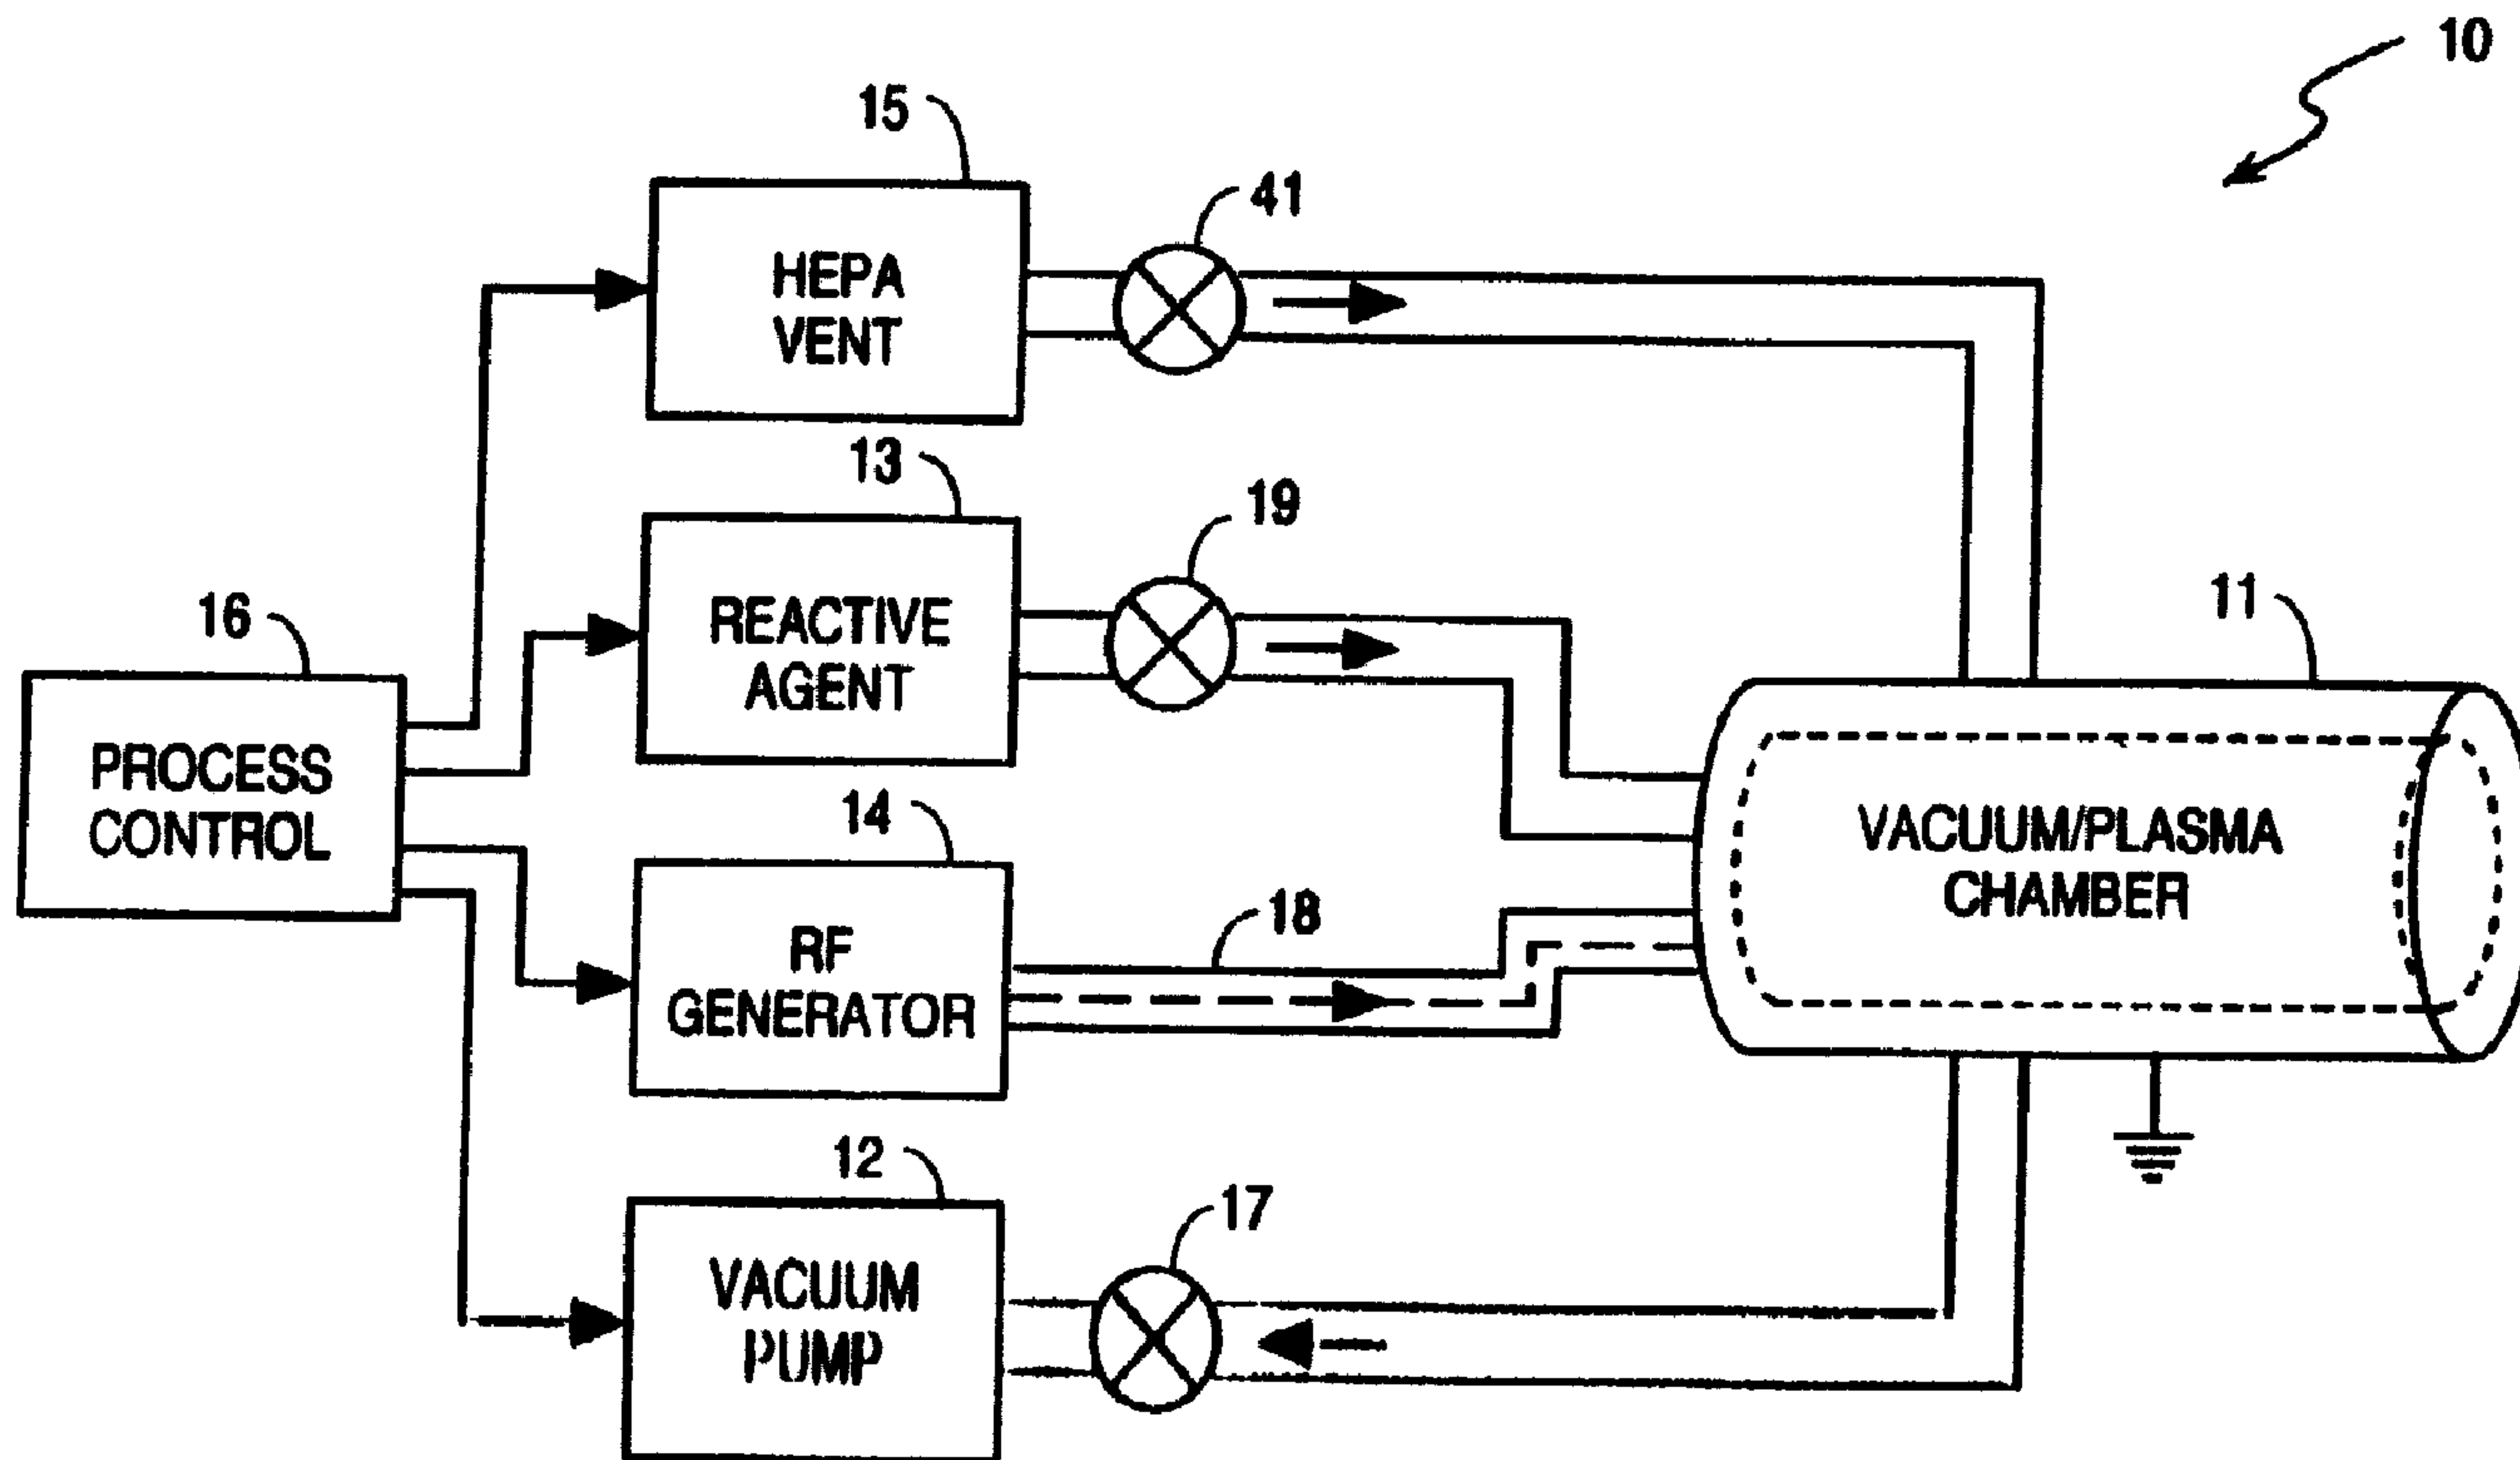 10
15
41
HEPA
VENT
13
19
REACTIVE
AGENT
16
PROCESS
CONTROL
11
VACUUM/PLASMA
CHAMBER
14
18
RF
GENERATOR
12
17
VACUUM
PUMP